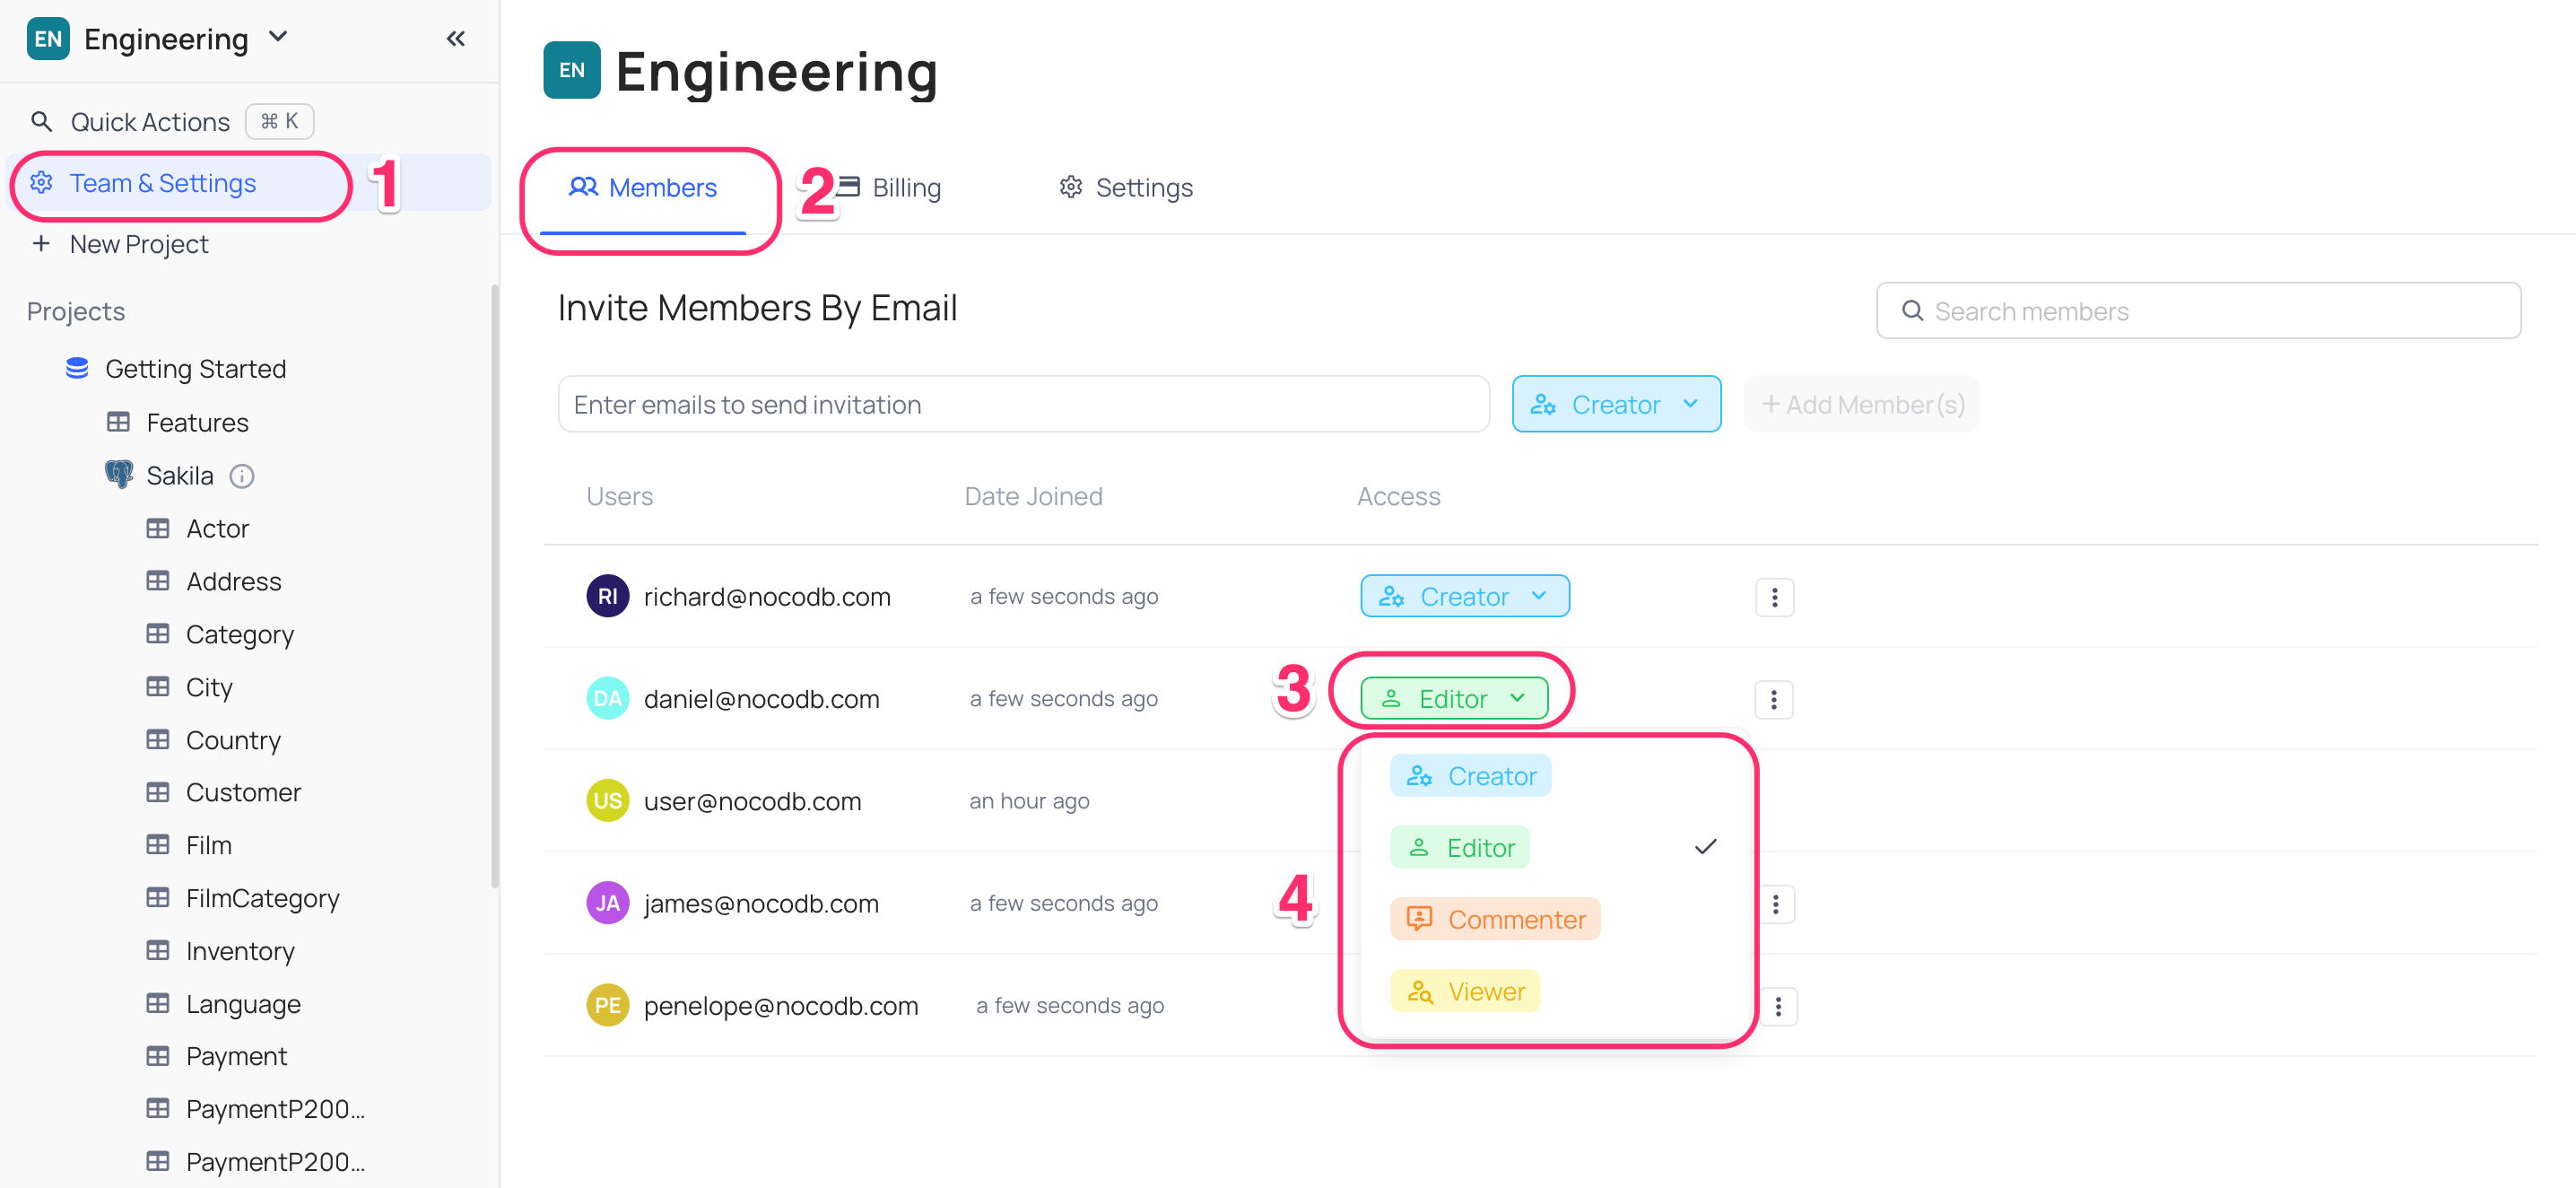 EN Engineering
Quick Actions ⌘ K
Team & Settings 1
+ New Project
Projects
Getting Started
Features
Sakila
Actor
Address
Category
City
Country
Customer
Film
FilmCategory
Inventory
Language
Payment
PaymentP200...
PaymentP200...
EN Engineering
Members 2 Billing Settings
Invite Members By Email
Search members
Enter emails to send invitation Creator + Add Member(s)
Users Date Joined Access
RI richard@nocodb.com a few seconds ago Creator
DA daniel@nocodb.com a few seconds ago 3 Editor
US user@nocodb.com an hour ago
JA james@nocodb.com a few seconds ago
PE penelope@nocodb.com a few seconds ago
4
Creator
Editor
Commenter
Viewer